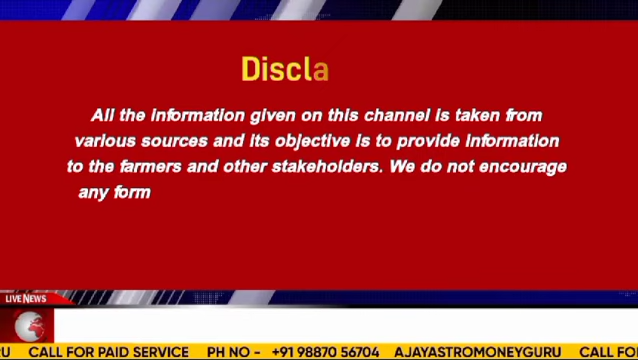 Discla
All the information given on this channel is taken from
various sources and its objective is to provide information
to the farmers and other stakeholders. We do not encourage
any form
LIVE NEWS
U CALL FOR PAID SERVICE PH NO - +91 98870 56704 AJAYASTROMONEYGURU CALL FO